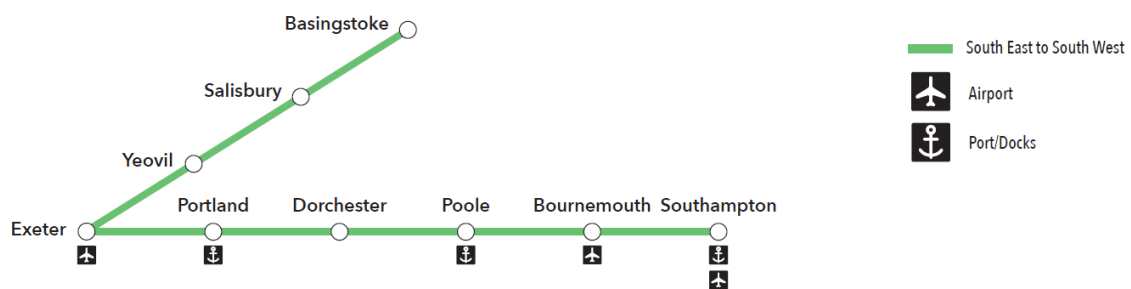 Basingstoke
South East to South West
Salisbury
Airport
Port/Docks
Yeovil
Portland Dorchester Poole Bournemouth Southampton
Exeter